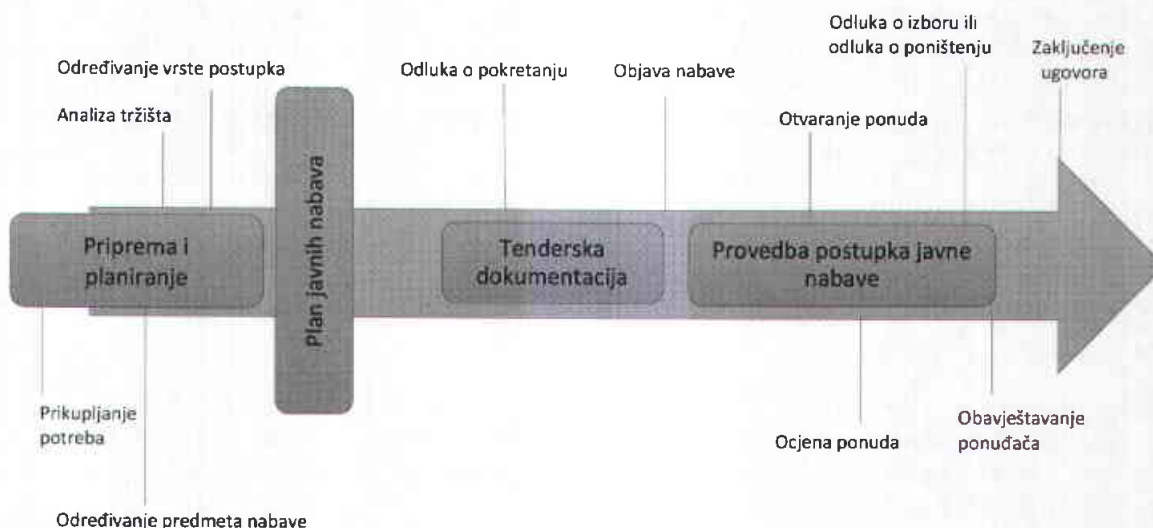 Odluka o izboru ili
odluka o poništenju
Zaključenje
ugovora
Određivanje vrste postupka
Odluka o pokretanju
Objava nabave
Analiza tržišta
Otvaranje ponuda
Plan javnih nabava
Priprema i
planiranje
Tenderska
dokumentacija
Provedba postupka javne
nabave
Prikupljanje
potreba
Ocjena ponuda
Obavještavanje
ponuđača
Određivanje predmeta nabave